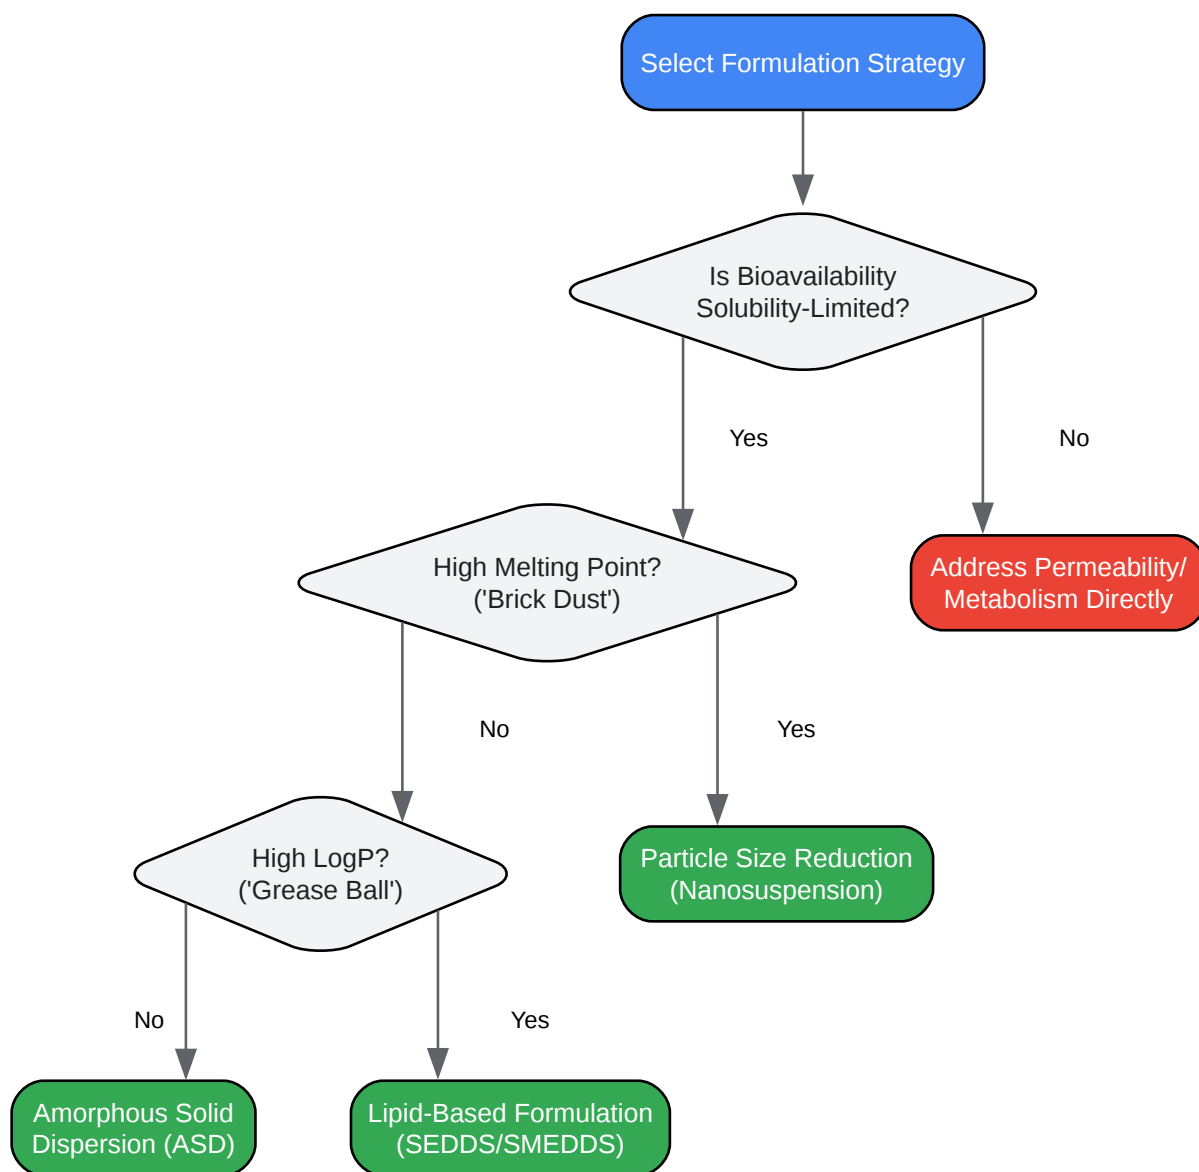 Select Formulation Strategy
Is Bioavailability
Solubility-Limited?
Yes
No
High Melting Point?
('Brick Dust')
Address Permeability/
Metabolism Directly
No
Yes
High LogP?
('Grease Ball')
Particle Size Reduction
(Nanosuspension)
No
Yes
Amorphous Solid
Dispersion (ASD)
Lipid-Based Formulation
(SEDDS/SMEDDS)